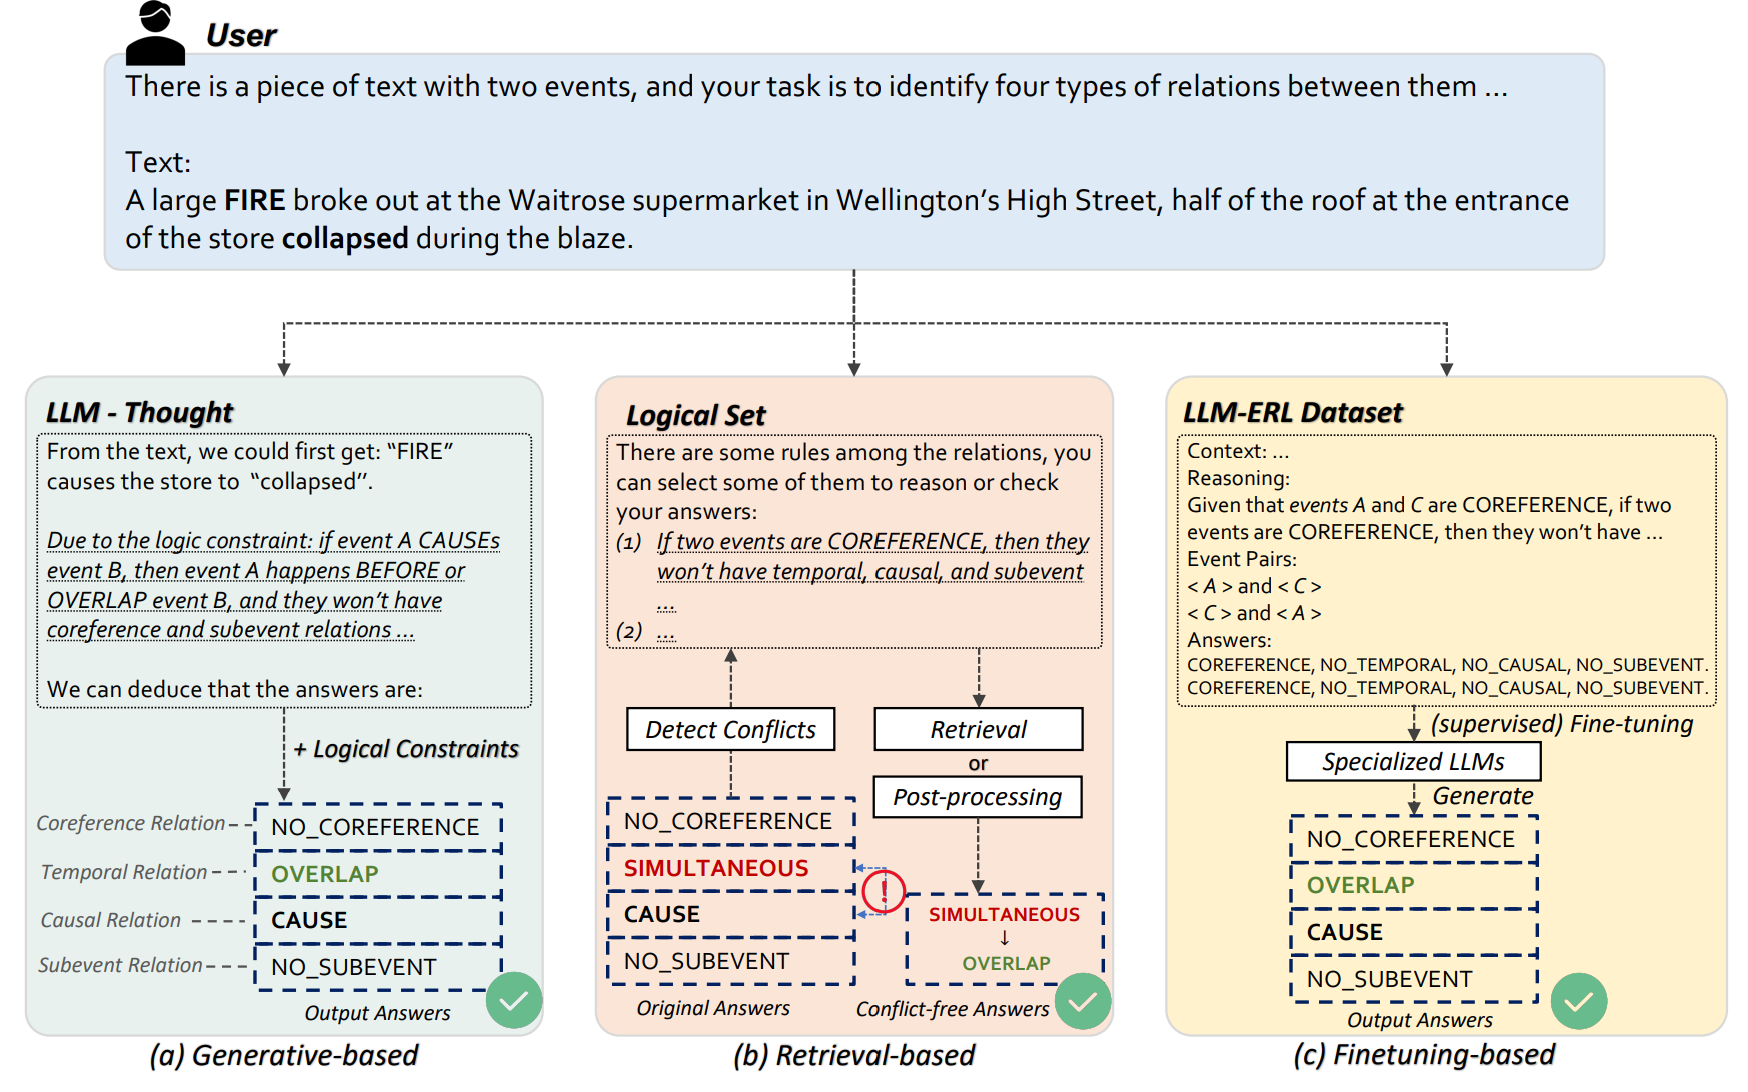 User
There is a piece of text with two events, and your task is to identify four types of relations between them ...
Text:
A large FIRE broke out at the Waitrose supermarket in Wellington's High Street, half of the roof at the entrance
of the store collapsed during the blaze.
LLM - Thought
From the text, we could first get: “FIRE”
causes the store to “collapsed”.
Due to the logic constraint: if event A CAUSEs
event B, then event A happens BEFORE or
OVERLAP event B, and they won't have
coreference and subevent relations ...
We can deduce that the answers are:
+ Logical Constraints
Coreference Relation
NO_COREFERENCE
Temporal Relation
OVERLAP
Causal Relation
CAUSE
Subevent Relation
NO_SUBEVENT
Output Answers
(a) Generative-based
Logical Set
There are some rules among the relations, you
can select some of them to reason or check
your answers:
(1) If two events are COREFERENCE, then they
won't have temporal, causal, and subevent
...
(2) ...
Detect Conflicts
Retrieval
or
Post-processing
NO_COREFERENCE
SIMULTANEOUS
CAUSE
NO_SUBEVENT
!
SIMULTANEOUS
↓
OVERLAP
Original Answers
Conflict-free Answers
(b) Retrieval-based
LLM-ERL Dataset
Context: ...
Reasoning:
Given that events A and C are COREFERENCE, if two
events are COREFERENCE, then they won't have ...
Event Pairs:
< A > and < C >
< C > and < A >
Answers:
COREFERENCE, NO_TEMPORAL, NO_CAUSAL, NO_SUBEVENT.
COREFERENCE, NO_TEMPORAL, NO_CAUSAL, NO_SUBEVENT.
(supervised) Fine-tuning
Specialized LLMs
Generate
NO_COREFERENCE
OVERLAP
CAUSE
NO_SUBEVENT
Output Answers
(c) Finetuning-based